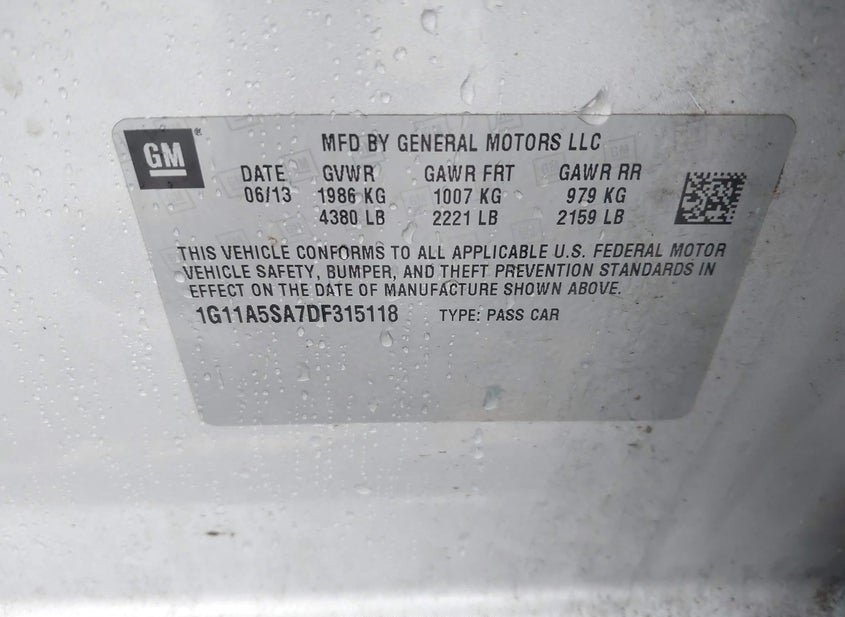 GM®
MFD BY GENERAL MOTORS LLC
DATE GVWR GAWR FRT GAWR RR
06/13 1986 KG 1007 KG 979 KG
4380 LB 2221 LB 2159 LB
THIS VEHICLE CONFORMS TO ALL APPLICABLE U.S. FEDERAL MOTOR
VEHICLE SAFETY, BUMPER, AND THEFT PREVENTION STANDARDS IN
EFFECT ON THE DATE OF MANUFACTURE SHOWN ABOVE.
1G11A5SA7DF315118 TYPE: PASS CAR